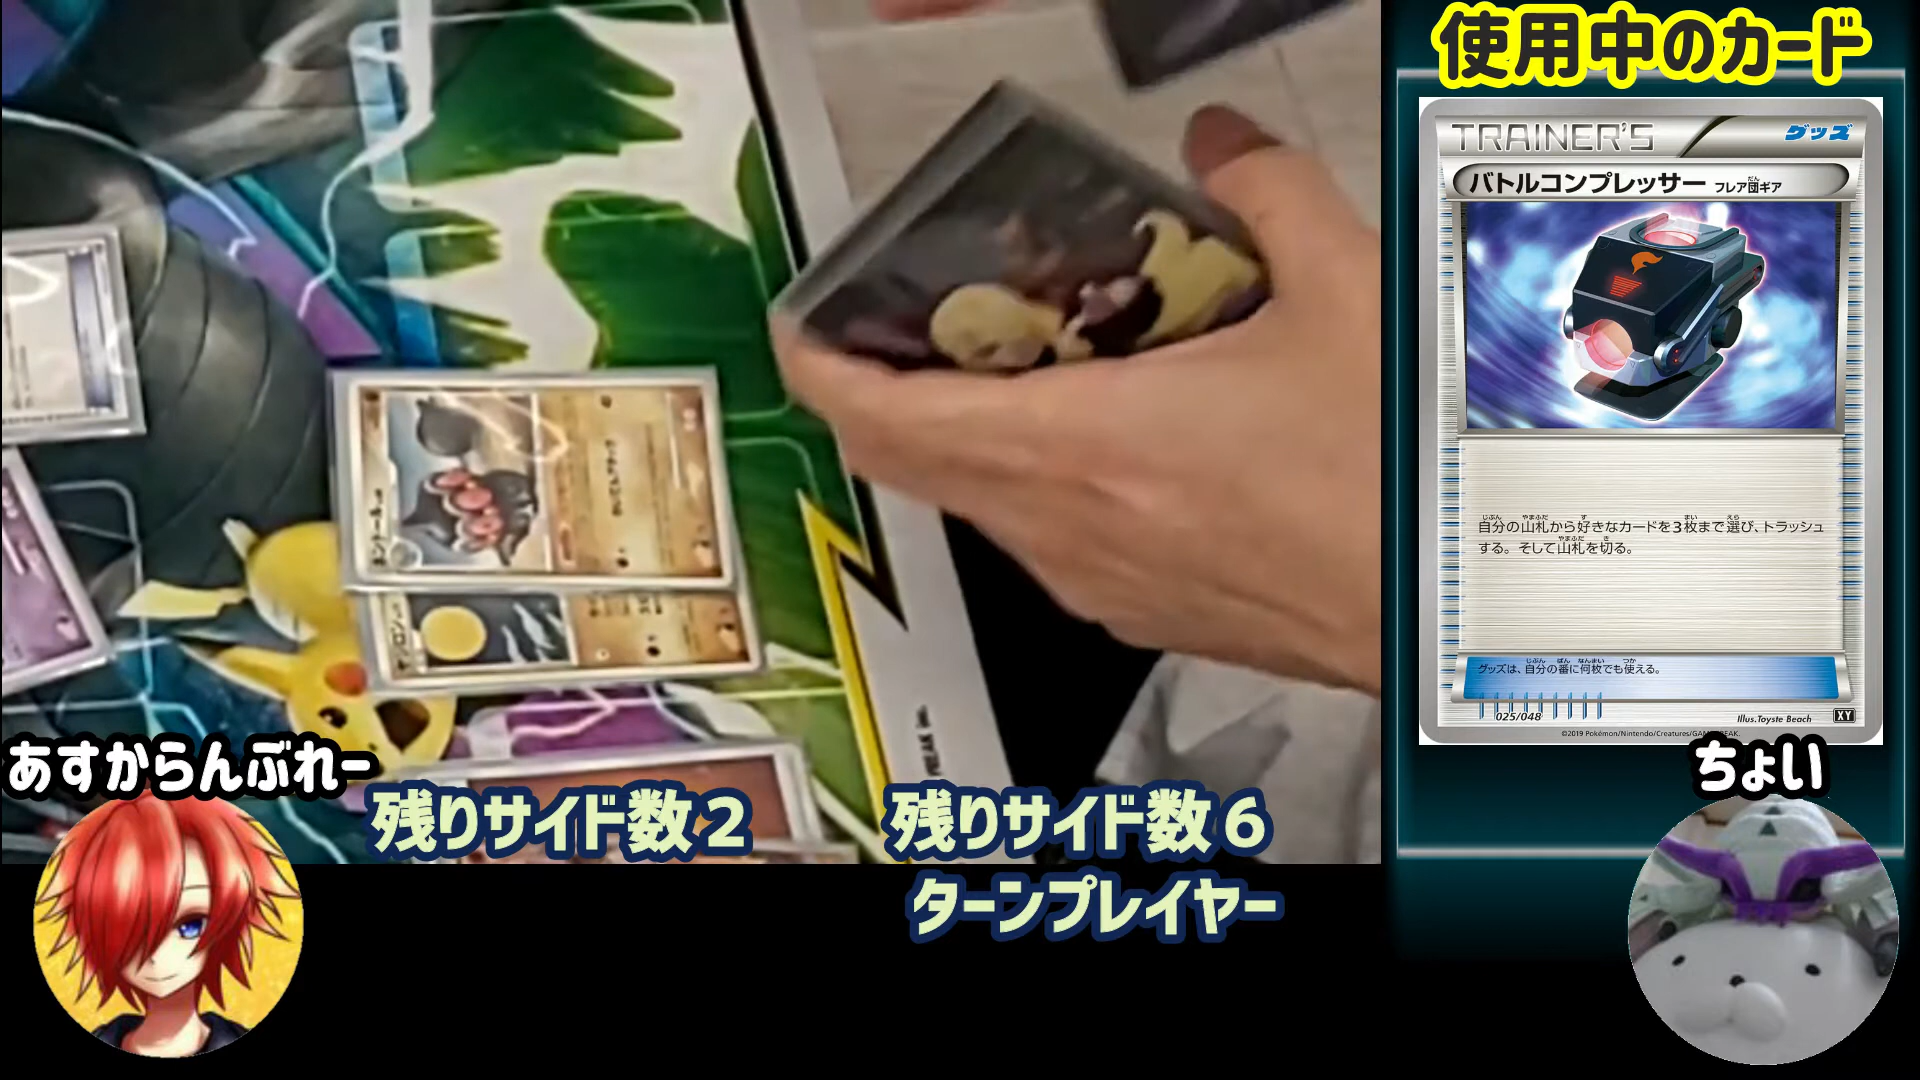 使用中のカード
TRAINER'S
グッズ
バトルコンプレッサー フレア団ギア
自分の山札から好きなカードを3枚まで選び、トラッシュ
する。そして山札を切る。
グッズは、自分の番に何枚でも使える。
025/048
Illus.Toyste Beach
XY
©2019 Pokémon/Nintendo/Creatures/GAME FREAK.
ヤジロン
FREAK inc.
あすからんぶれー
残りサイド数2
残りサイド数6
ターンプレイヤー
ちょい